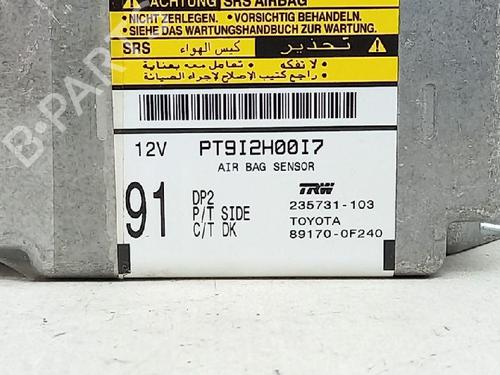 ACHTUNG SRS AIRBAG
•NICHT ZERLEGEN. •VORSICHTIG BEHANDELN.
•SIEHE DAS WARTUNGSHANDBUCH ZUR WARTUNG.
SRS كيس الهواء تحذير
•لا تفكه •تعامل معه بعناية
•راجع كتيب الإصلاح لإجراء الصيانة
12V PT9I2H00I7
AIR BAG SENSOR
91 DP2 TRW
P/T SIDE 235731-103
C/T DK TOYOTA
89170-0F240
B-PARTS